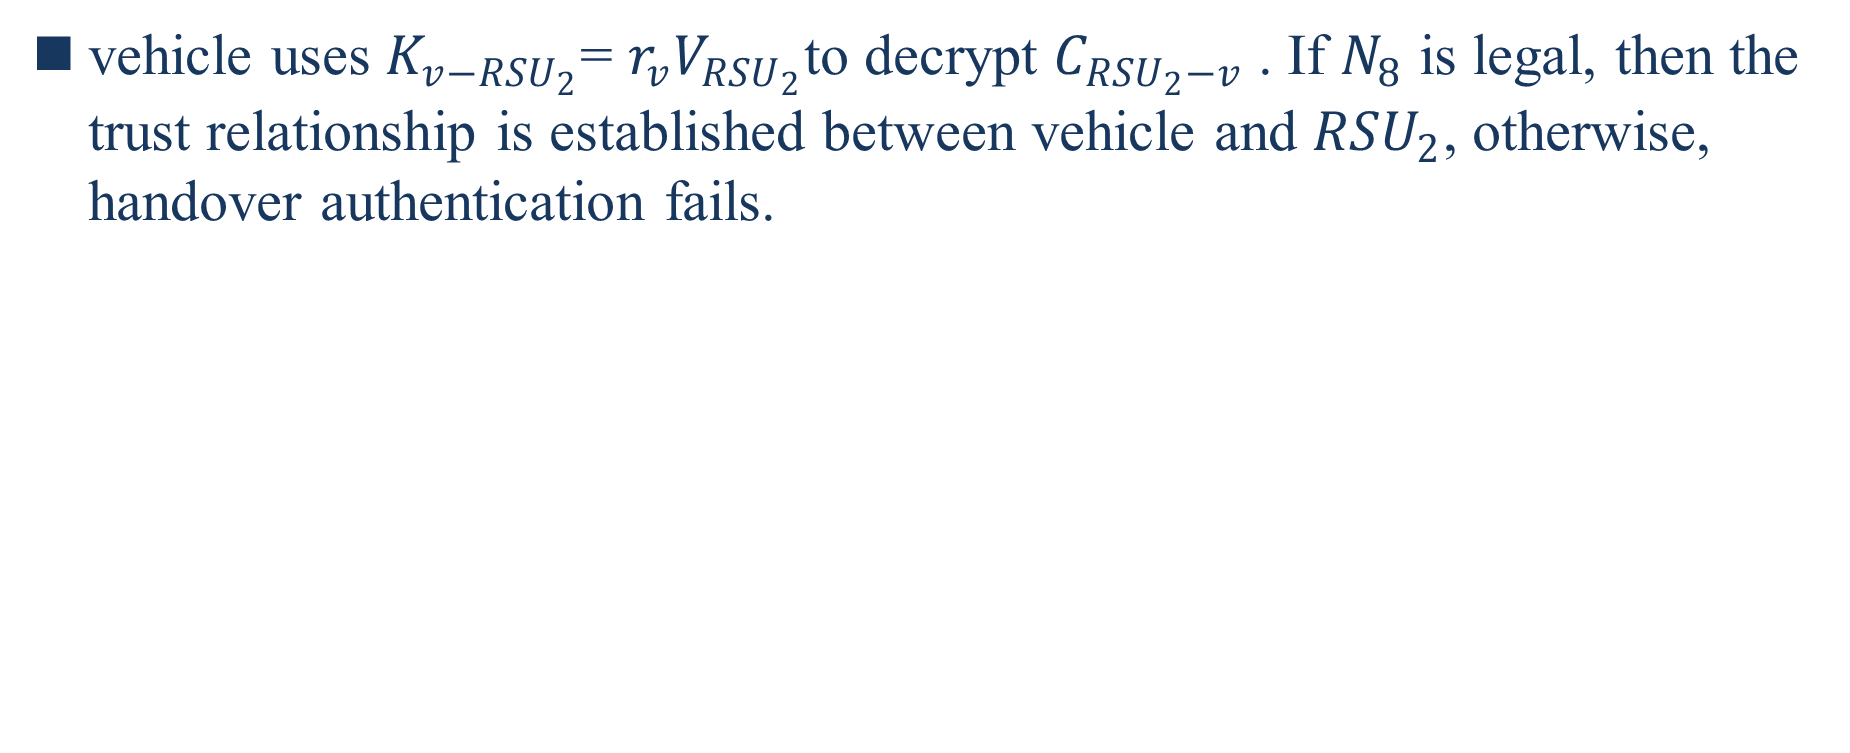 ■ vehicle uses $K_{v-RSU_2} = r_v V_{RSU_2}$ to decrypt $C_{RSU_2-v}$ . If $N_8$ is legal, then the
trust relationship is established between vehicle and $RSU_2$, otherwise,
handover authentication fails.